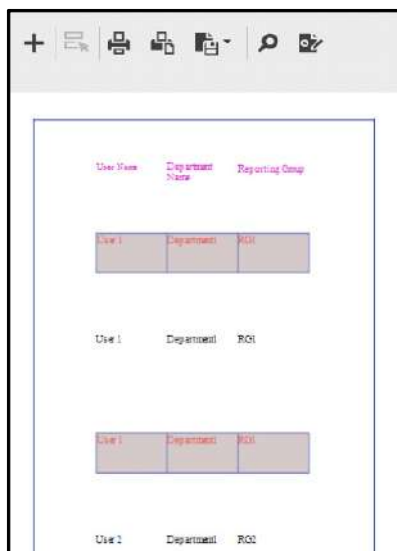 User Name Department Reporting Group
Name
User 1 Department1 RG1
User 1 Department1 RG1
User 1 Department1 RG1
User 2 Department1 RG2